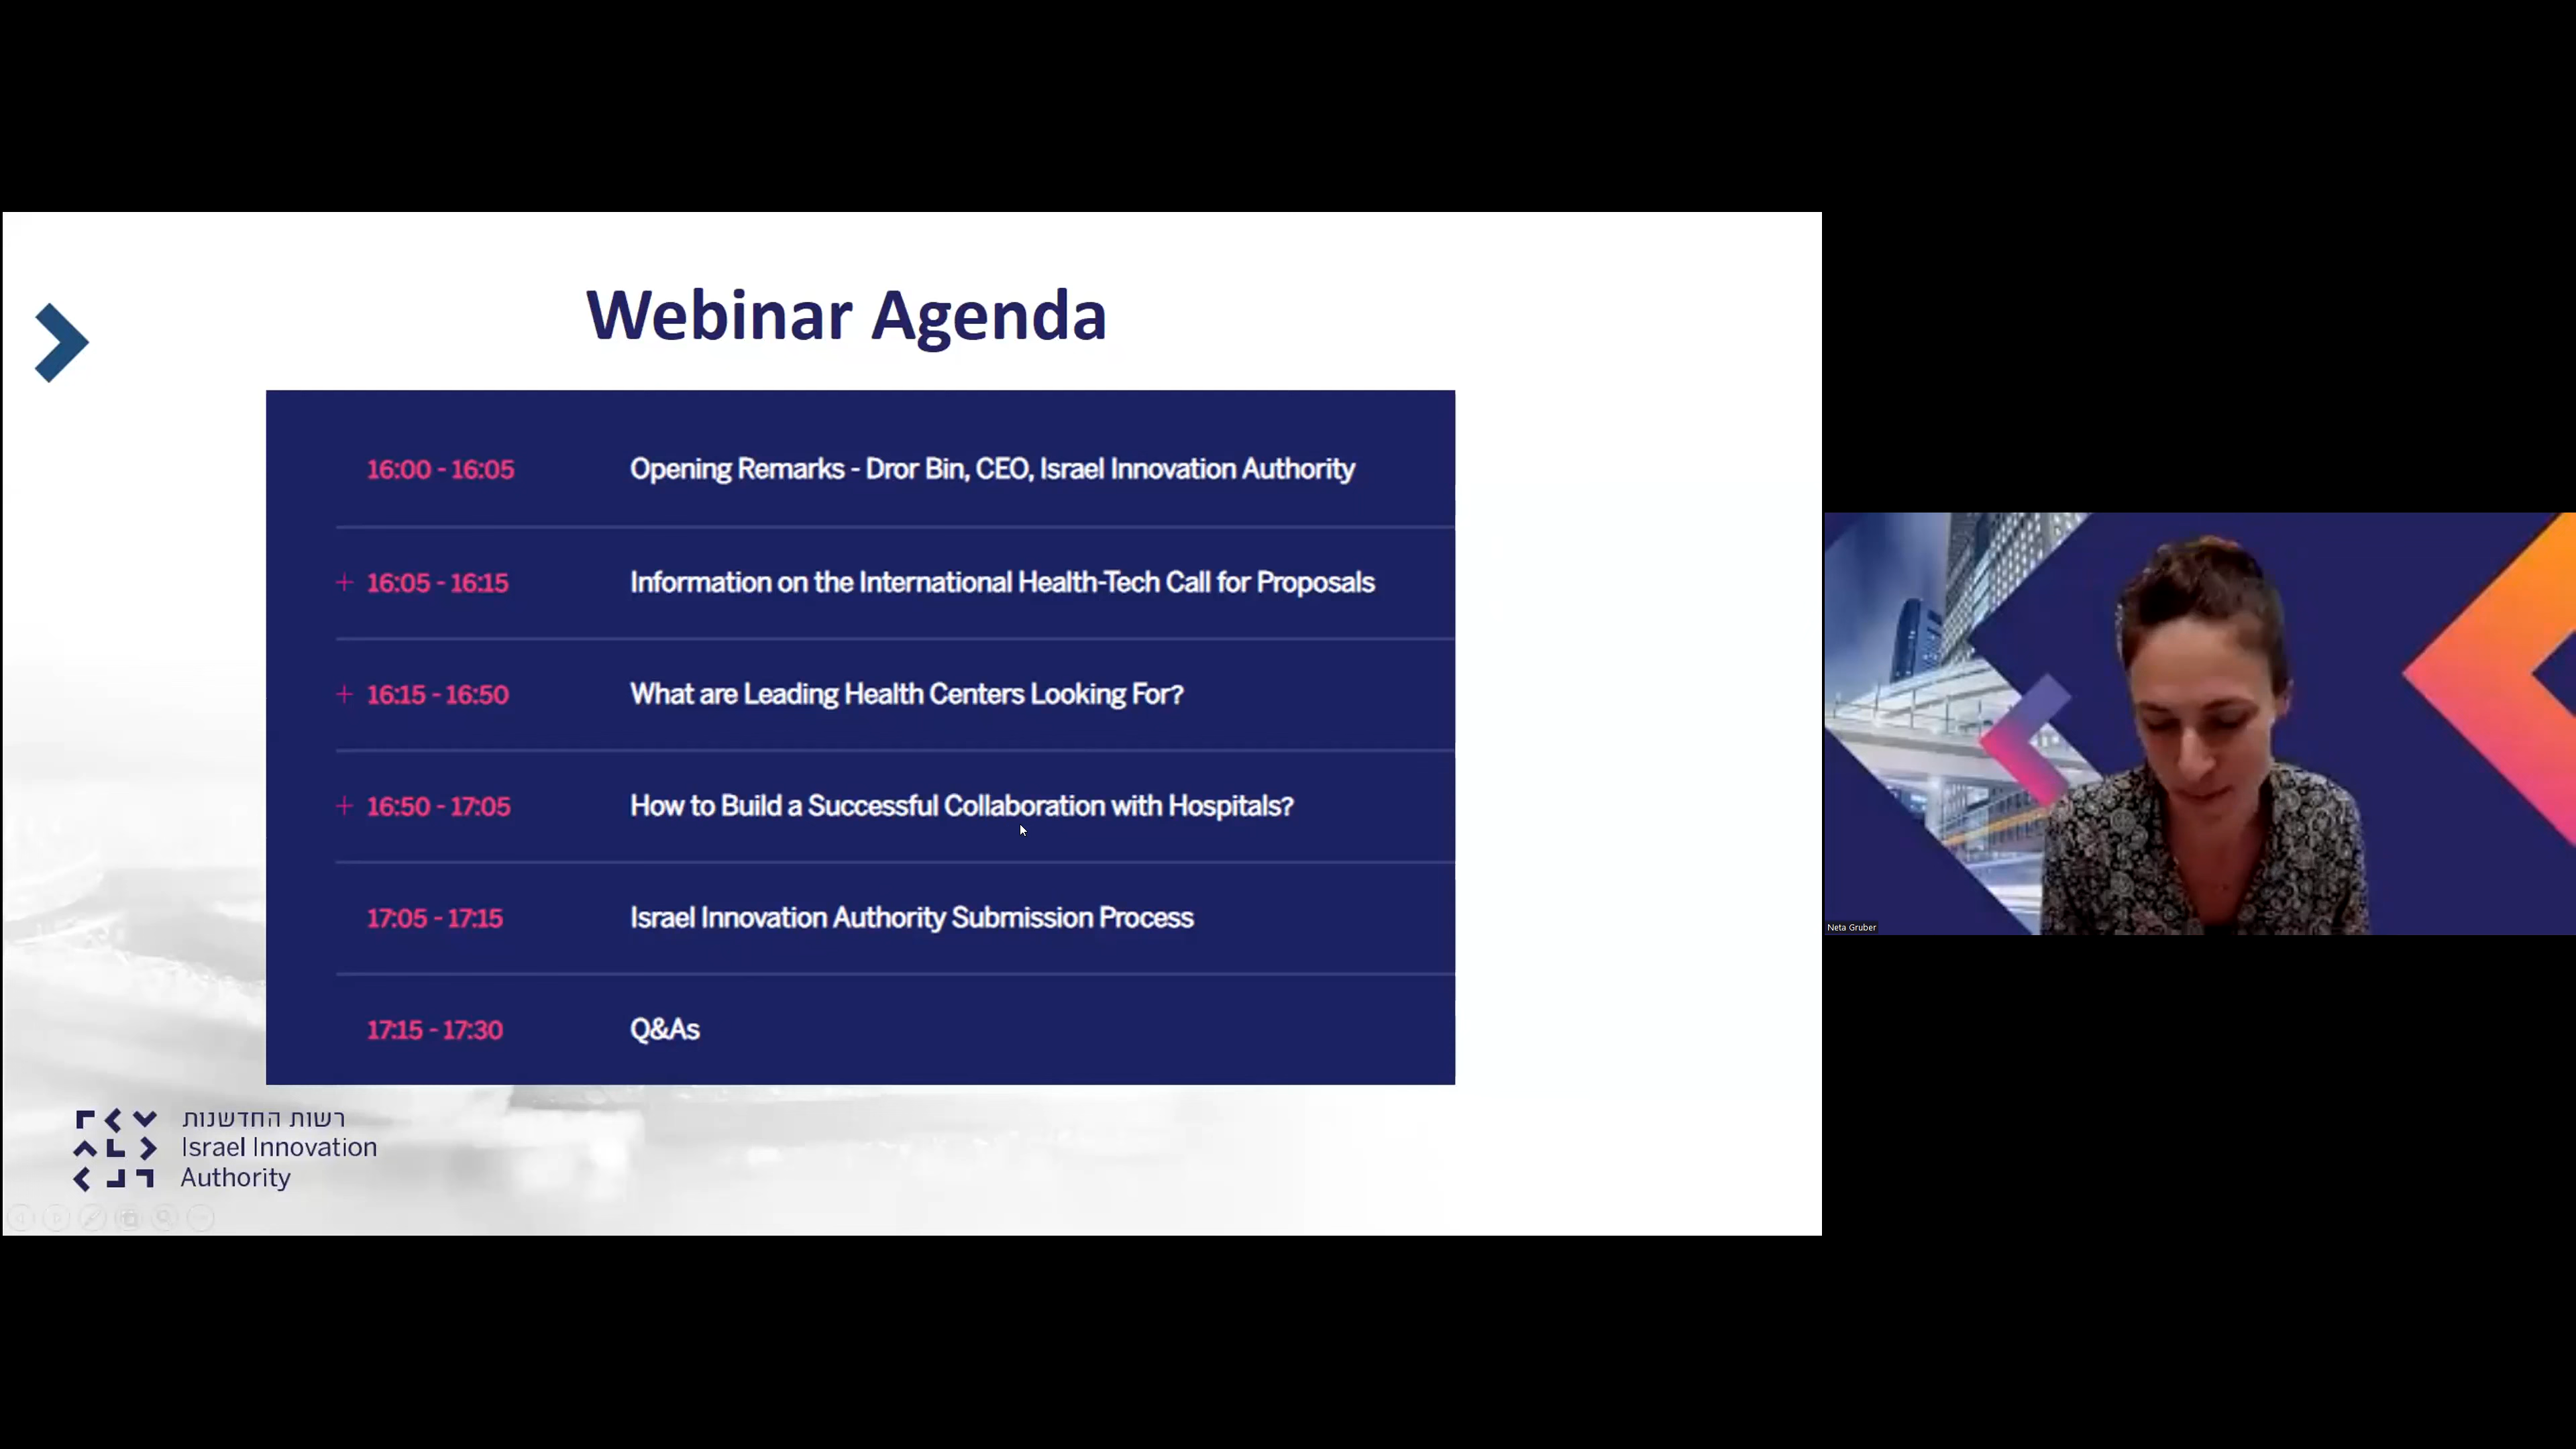 Webinar Agenda
16:00 - 16:05 Opening Remarks - Dror Bin, CEO, Israel Innovation Authority
+ 16:05 - 16:15 Information on the International Health-Tech Call for Proposals
+ 16:15 - 16:50 What are Leading Health Centers Looking For?
+ 16:50 - 17:05 How to Build a Successful Collaboration with Hospitals?
17:05 - 17:15 Israel Innovation Authority Submission Process
17:15 - 17:30 Q&As
רשות החדשנות
Israel Innovation
Authority
Neta Gruber